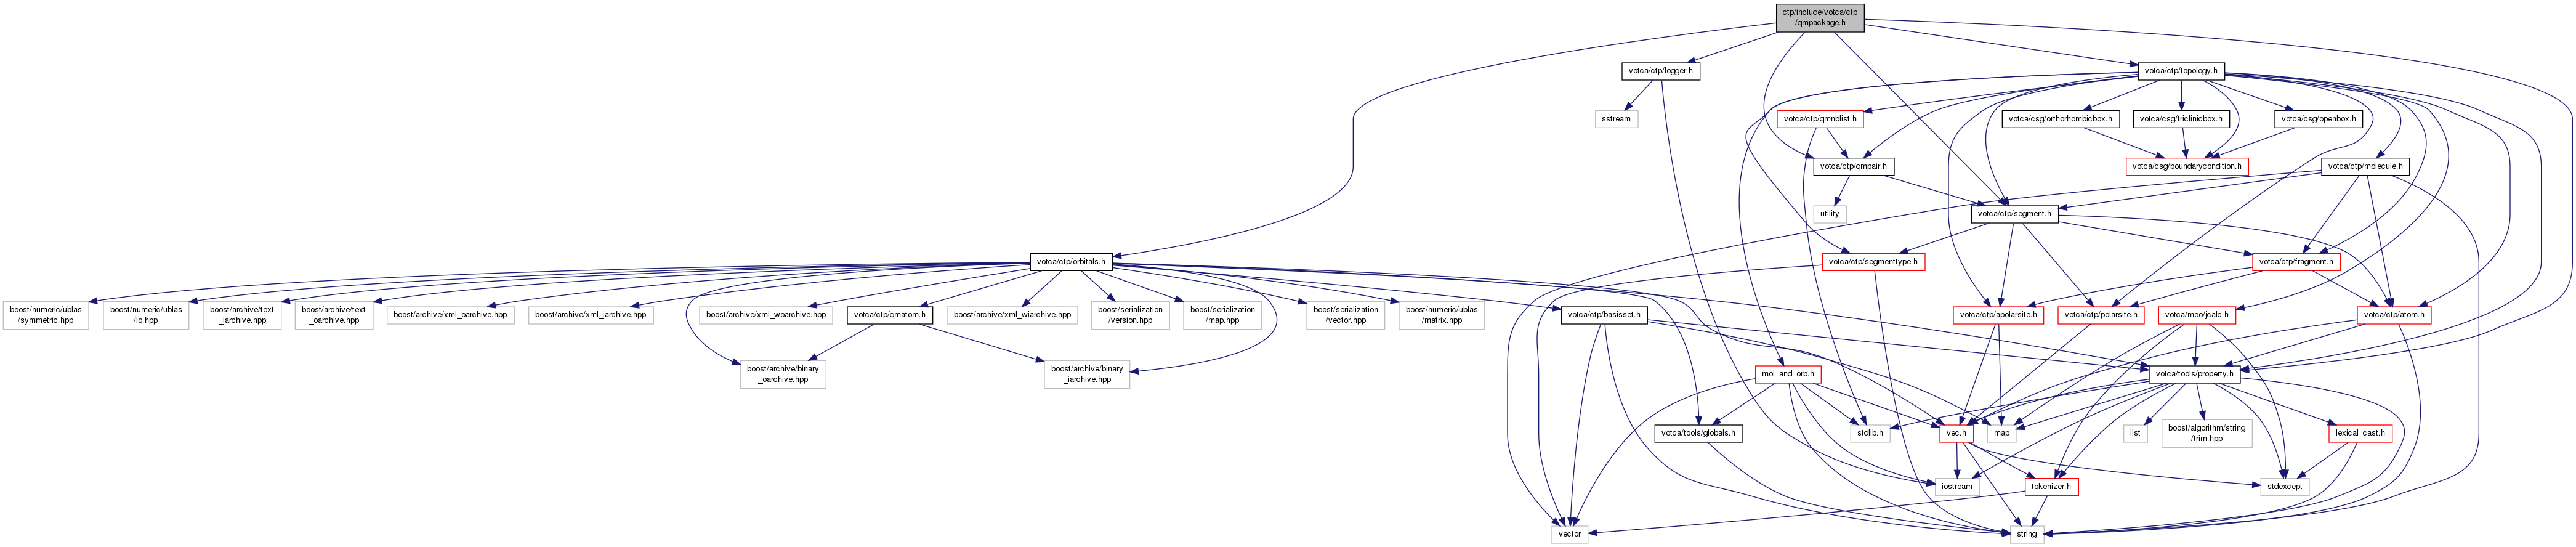 ctp/include/votca/ctp
/qmpackage.h
votca/ctp/logger.h
votca/ctp/topology.h
sstream
votca/ctp/qmnblist.h
votca/csg/orthorhombicbox.h
votca/csg/triclinicbox.h
votca/csg/openbox.h
votca/ctp/qmpair.h
votca/csg/boundarycondition.h
votca/ctp/molecule.h
utility
votca/ctp/segment.h
votca/ctp/orbitals.h
votca/ctp/segmenttype.h
votca/ctp/fragment.h
boost/numeric/ublas
/symmetric.hpp
boost/numeric/ublas
/io.hpp
boost/archive/text
_iarchive.hpp
boost/archive/text
_oarchive.hpp
boost/archive/xml_oarchive.hpp
boost/archive/xml_iarchive.hpp
boost/archive/xml_woarchive.hpp
votca/ctp/qmatom.h
boost/archive/xml_wiarchive.hpp
boost/serialization
/version.hpp
boost/serialization
/map.hpp
boost/serialization
/vector.hpp
boost/numeric/ublas
/matrix.hpp
votca/ctp/basisset.h
votca/ctp/apolarsite.h
votca/ctp/polarsite.h
votca/moo/jcalc.h
votca/ctp/atom.h
boost/archive/binary
_oarchive.hpp
boost/archive/binary
_iarchive.hpp
mol_and_orb.h
votca/tools/property.h
votca/tools/globals.h
stdlib.h
vec.h
map
list
boost/algorithm/string
/trim.hpp
lexical_cast.h
iostream
tokenizer.h
stdexcept
vector
string